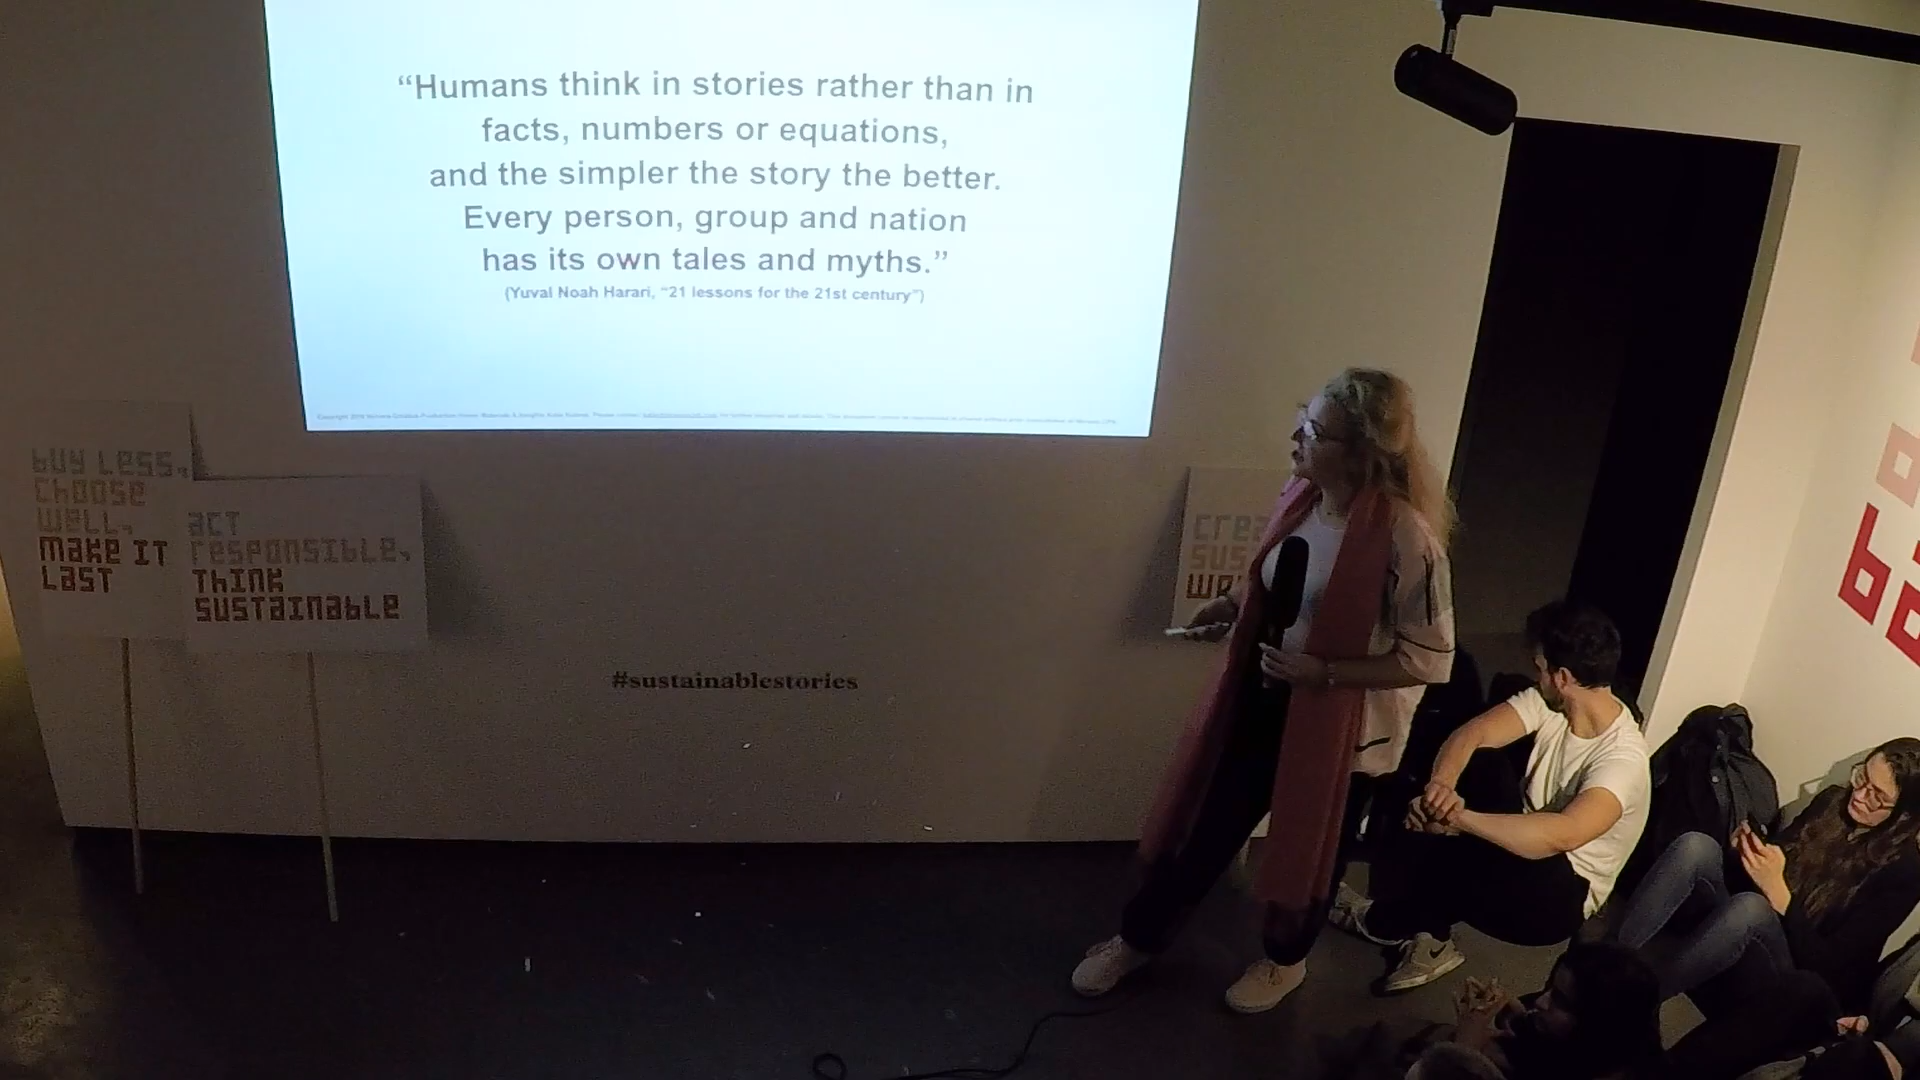 “Humans think in stories rather than in
facts, numbers or equations,
and the simpler the story the better.
Every person, group and nation
has its own tales and myths.”
(Yuval Noah Harari, “21 lessons for the 21st century”)
buy less,
choose
well,
make it
last
act
responsible,
think
sustainable
crea
sus
#sustainablestories